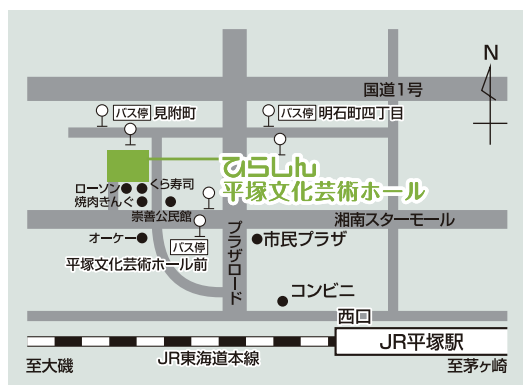 N
国道1号
バス停 見附町
バス停 明石町四丁目
ひらしん
平塚文化芸術ホール
ローソン
くら寿司
焼肉きんぐ
崇善公民館
湘南スターモール
オーケー
バス停
平塚文化芸術ホール前
プラザロード
市民プラザ
コンビニ
西口
JR平塚駅
JR東海道本線
至大磯
至茅ヶ崎